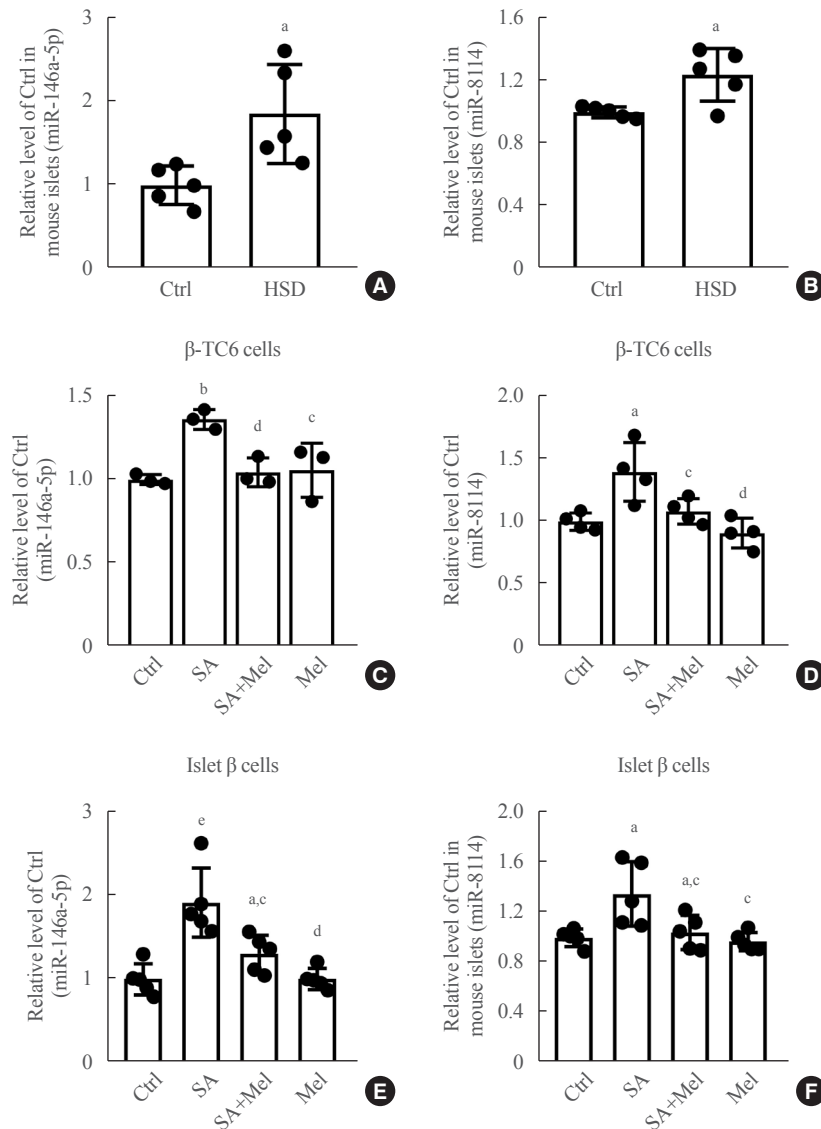 Relative level of Ctrl in
mouse islets (miR-146a-5p)
3
2
1
0
a
Ctrl
HSD
A
Relative level of Ctrl in
mouse islets (miR-8114)
1.6
1.2
0.8
0.4
0
a
Ctrl
HSD
B
β-TC6 cells
Relative level of Ctrl
(miR-146a-5p)
1.5
1.0
0.5
0
b
d
c
Ctrl
SA
SA+Mel
Mel
C
β-TC6 cells
Relative level of Ctrl
(miR-8114)
2.0
1.5
1.0
0.5
0
a
c
d
Ctrl
SA
SA+Mel
Mel
D
Islet β cells
Relative level of Ctrl
(miR-146a-5p)
3
2
1
0
e
a,c
d
Ctrl
SA
SA+Mel
Mel
E
Islet β cells
Relative level of Ctrl in
mouse islets (miR-8114)
1.6
1.2
0.8
0.4
0
a
a,c
c
Ctrl
SA
SA+Mel
Mel
F